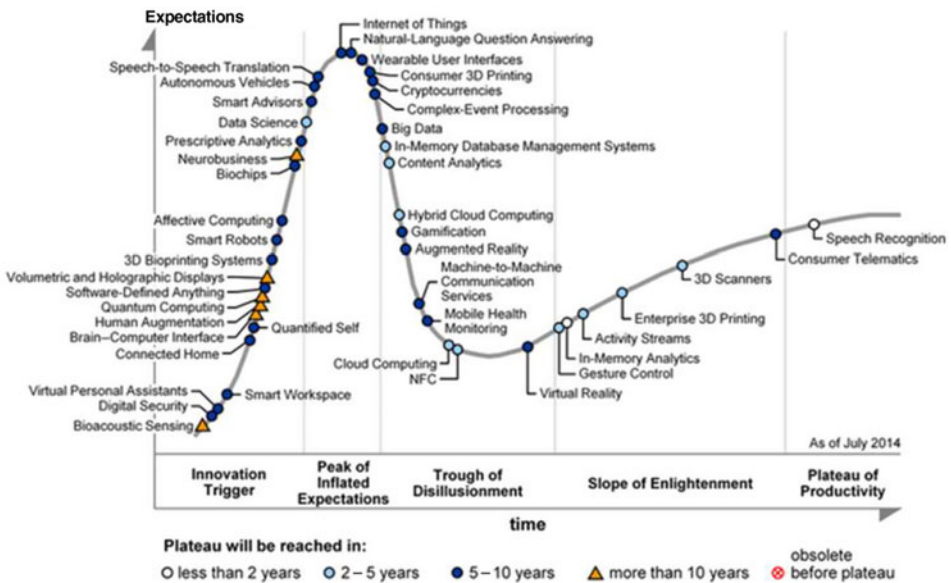 Expectations
Internet of Things
Natural-Language Question Answering
Wearable User Interfaces
Speech-to-Speech Translation
Consumer 3D Printing
Autonomous Vehicles
Cryptocurrencies
Smart Advisors
Complex-Event Processing
Data Science
Big Data
Prescriptive Analytics
In-Memory Database Management Systems
Neurobusiness
Content Analytics
Biochips
Hybrid Cloud Computing
Affective Computing
Gamification
Smart Robots
Augmented Reality
3D Bioprinting Systems
Machine-to-Machine
Communication
Services
Volumetric and Holographic Displays
Software-Defined Anything
Quantum Computing
Human Augmentation
Brain–Computer Interface
Quantified Self
Connected Home
Mobile Health
Monitoring
Cloud Computing
NFC
Virtual Personal Assistants
Digital Security
Bioacoustic Sensing
Smart Workspace
Virtual Reality
Gesture Control
In-Memory Analytics
Activity Streams
Enterprise 3D Printing
3D Scanners
Consumer Telematics
Speech Recognition
As of July 2014
Innovation
Trigger
Peak of
Inflated
Expectations
Trough of
Disillusionment
Slope of Enlightenment
Plateau of
Productivity
time
Plateau will be reached in:
less than 2 years
2–5 years
5–10 years
more than 10 years
obsolete
before plateau